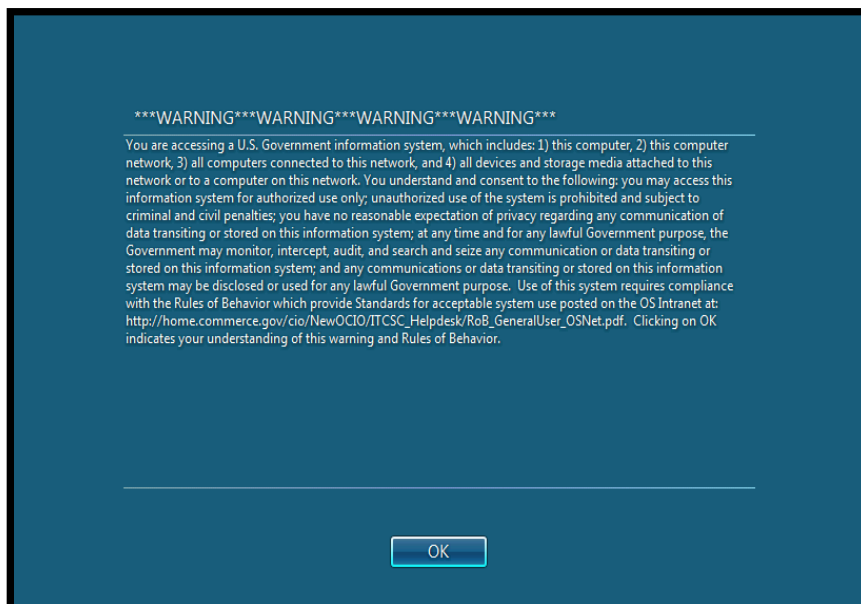 ***WARNING***WARNING***WARNING***WARNING***
You are accessing a U.S. Government information system, which includes: 1) this computer, 2) this computer
network, 3) all computers connected to this network, and 4) all devices and storage media attached to this
network or to a computer on this network. You understand and consent to the following: you may access this
information system for authorized use only; unauthorized use of the system is prohibited and subject to
criminal and civil penalties; you have no reasonable expectation of privacy regarding any communication of
data transiting or stored on this information system; at any time and for any lawful Government purpose, the
Government may monitor, intercept, audit, and search and seize any communication or data transiting or
stored on this information system; and any communications or data transiting or stored on this information
system may be disclosed or used for any lawful Government purpose.  Use of this system requires compliance
with the Rules of Behavior which provide Standards for acceptable system use posted on the OS Intranet at:
http://home.commerce.gov/cio/NewOCIO/ITCSC_Helpdesk/RoB_GeneralUser_OSNet.pdf.  Clicking on OK
indicates your understanding of this warning and Rules of Behavior.
OK